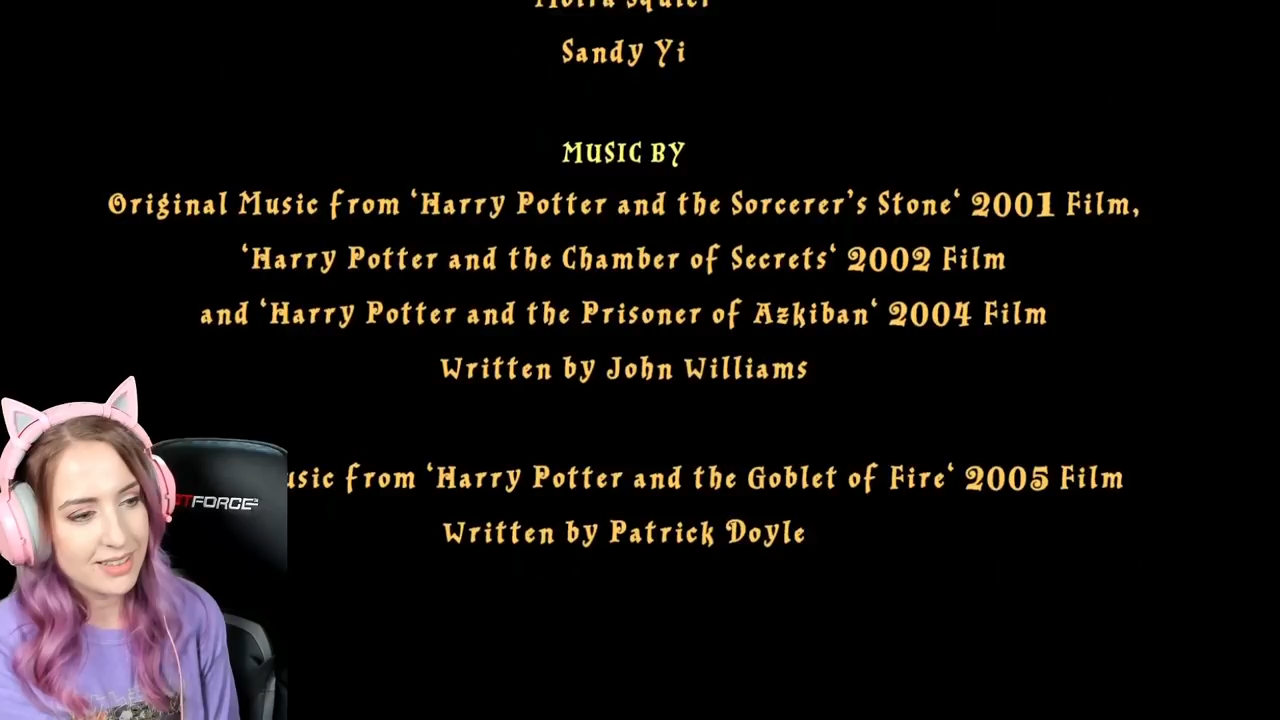 Sandy Yi
MUSIC BY
Original Music from ‘Harry Potter and the Sorcerer’s Stone‘ 2001 Film,
‘Harry Potter and the Chamber of Secrets‘ 2002 Film
and ‘Harry Potter and the Prisoner of Azkiban‘ 2004 Film
Written by John Williams
from ‘Harry Potter and the Goblet of Fire‘ 2005 Film
Written by Patrick Doyle